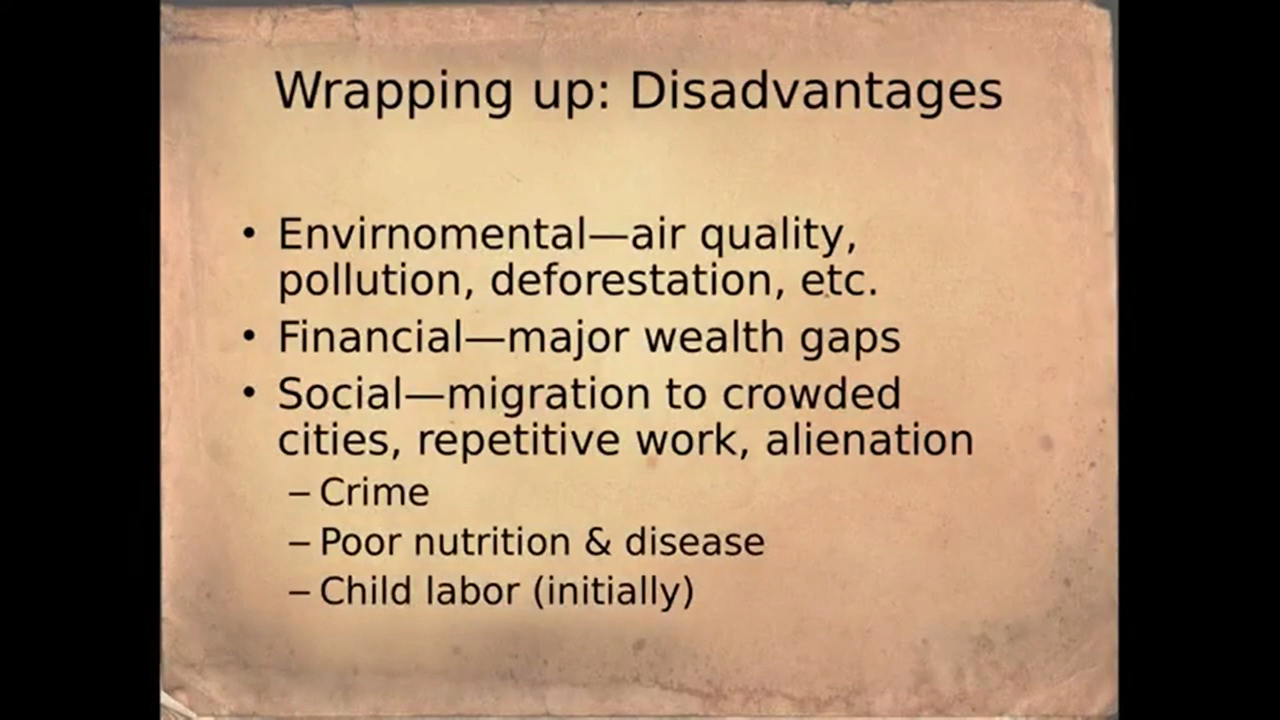 Wrapping up: Disadvantages
• Envirnomental—air quality,
pollution, deforestation, etc.
• Financial—major wealth gaps
• Social—migration to crowded
cities, repetitive work, alienation
– Crime
– Poor nutrition & disease
– Child labor (initially)